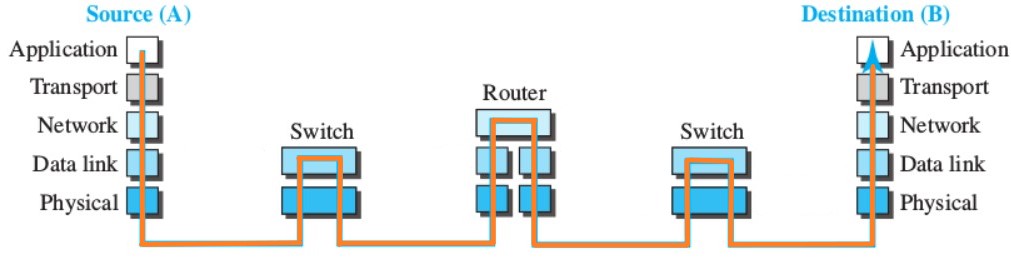 Source (A)
Destination (B)
Application
Transport
Network
Data link
Physical
Switch
Router
Switch
Application
Transport
Network
Data link
Physical